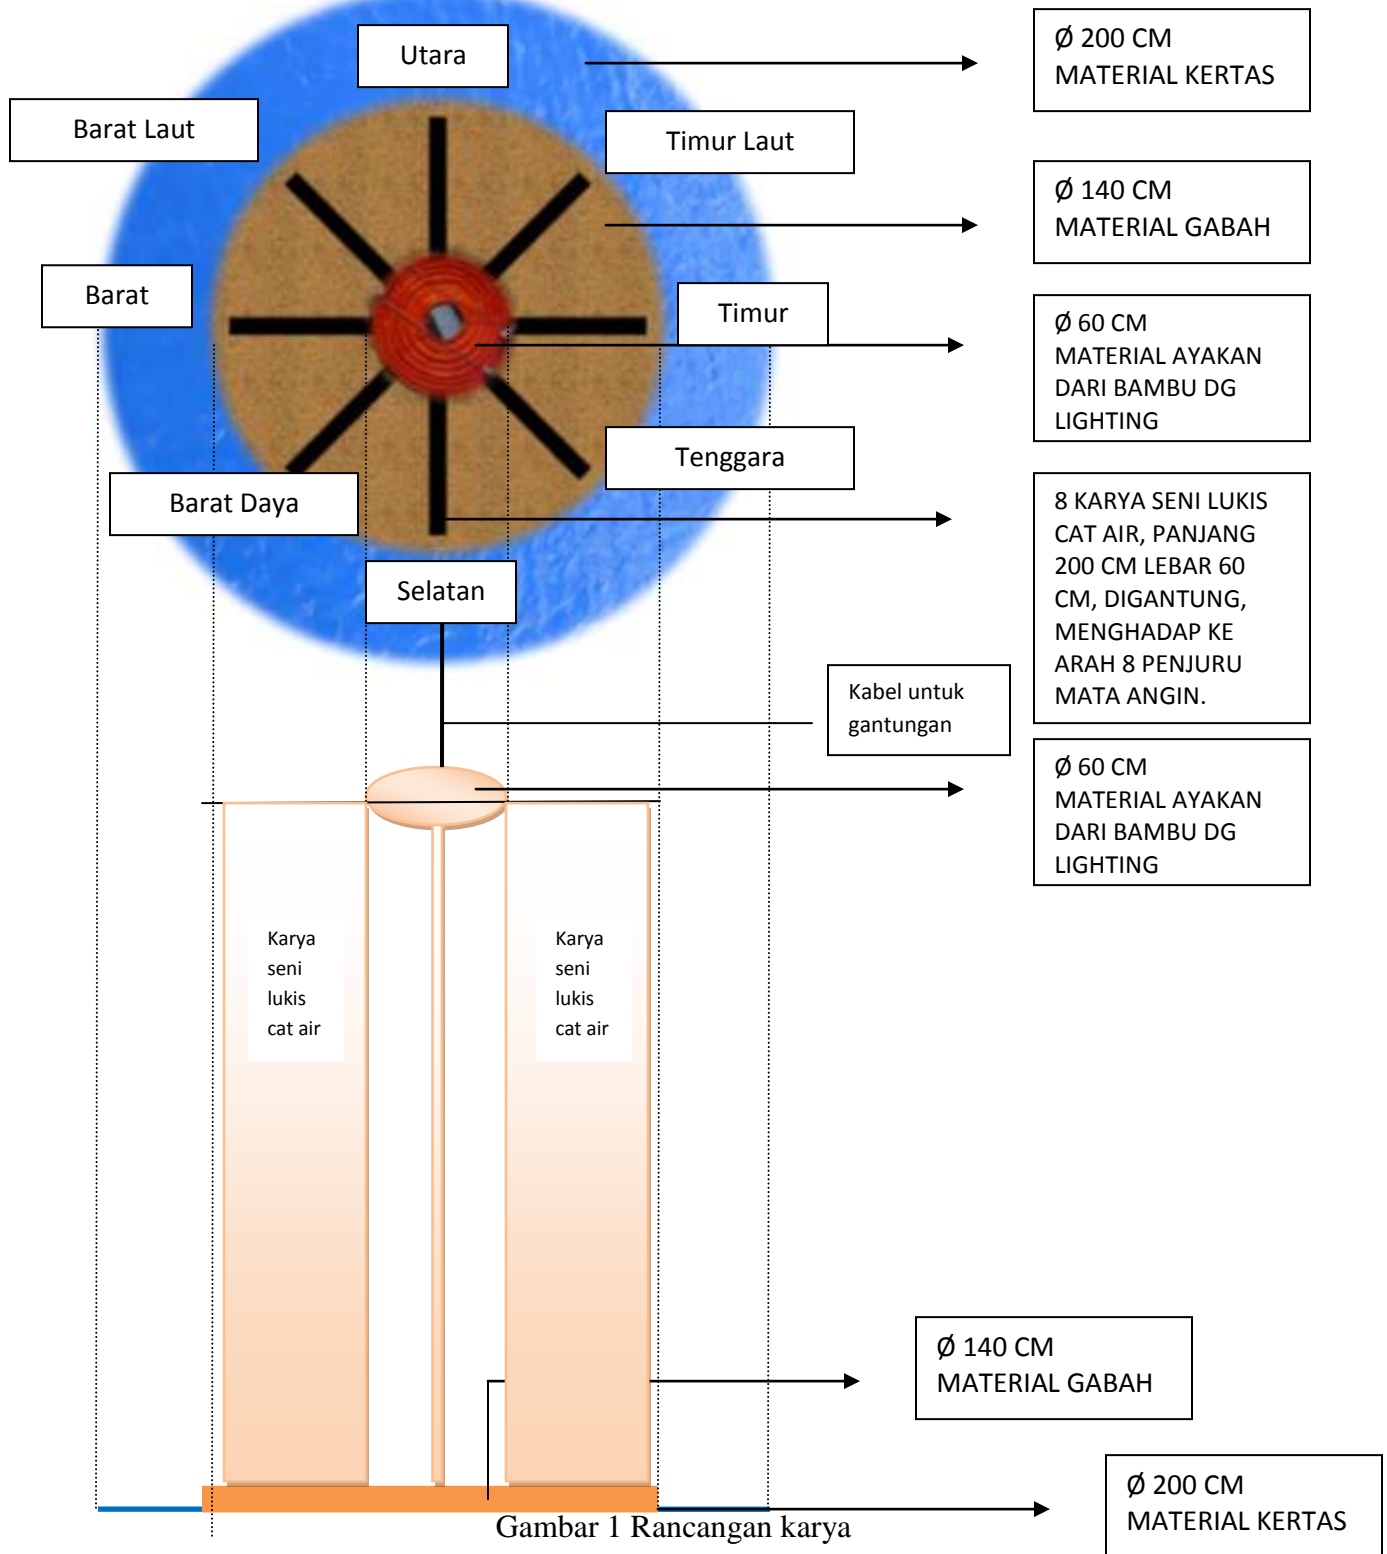 Utara
Ø 200 CM
MATERIAL KERTAS
Barat Laut
Timur Laut
Ø 140 CM
MATERIAL GABAH
Barat
Timur
Ø 60 CM
MATERIAL AYAKAN
DARI BAMBU DG
LIGHTING
Tenggara
Barat Daya
8 KARYA SENI LUKIS
CAT AIR, PANJANG
200 CM LEBAR 60
CM, DIGANTUNG,
MENGHADAP KE
ARAH 8 PENJURU
MATA ANGIN.
Selatan
Kabel untuk
gantungan
Ø 60 CM
MATERIAL AYAKAN
DARI BAMBU DG
LIGHTING
Karya
seni
lukis
cat air
Karya
seni
lukis
cat air
Ø 140 CM
MATERIAL GABAH
Ø 200 CM
MATERIAL KERTAS
Gambar 1 Rancangan karya